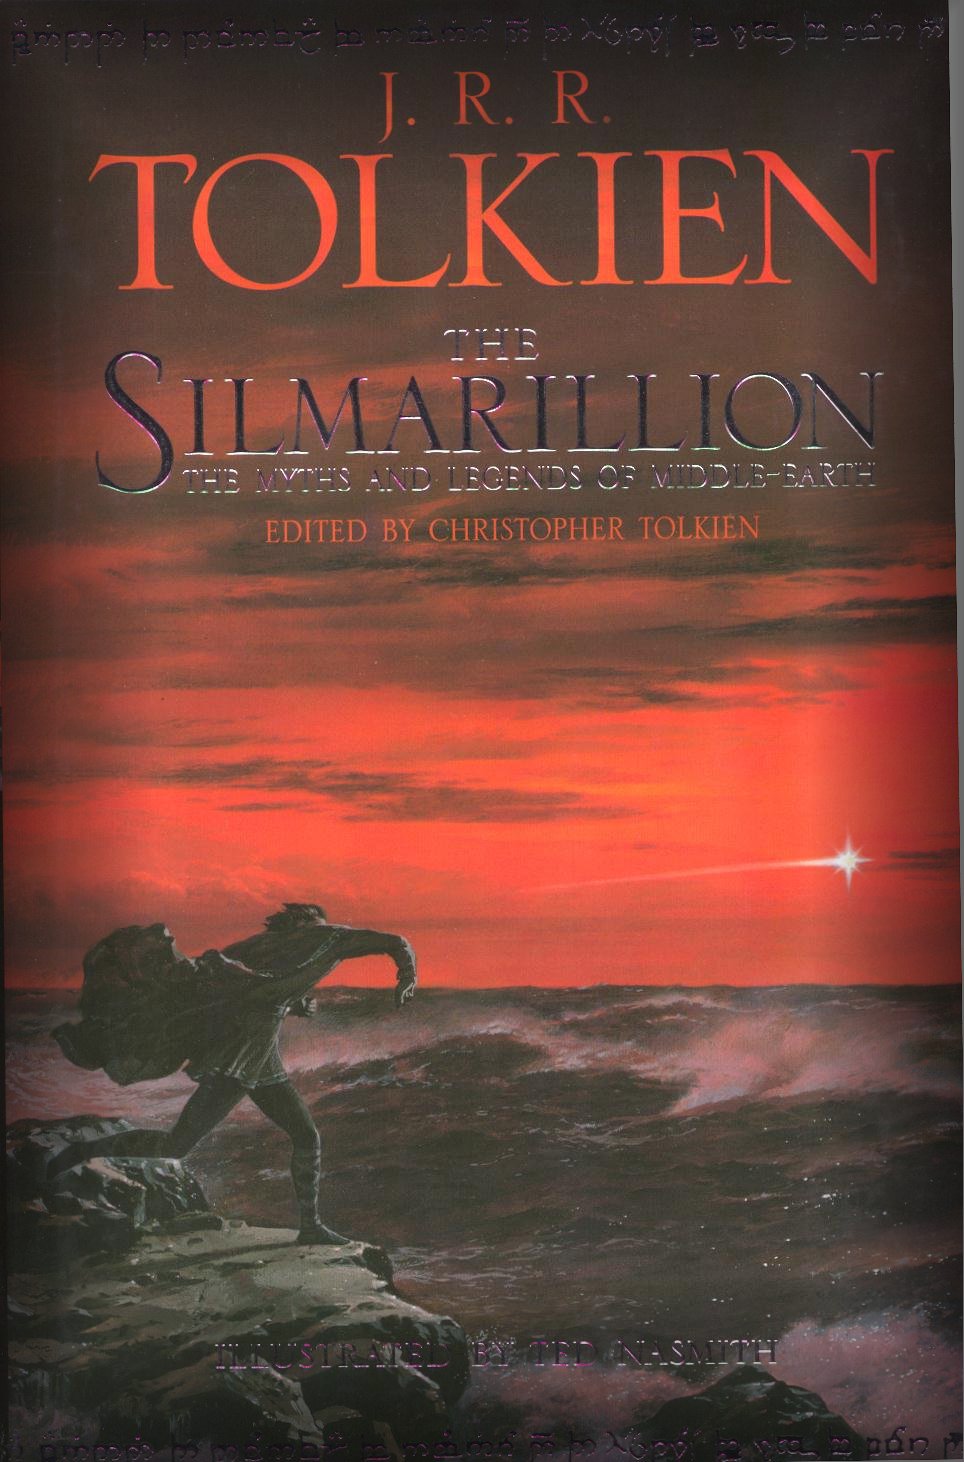 J. R. R.
TOLKIEN
THE
SILMARILLION
THE MYTHS AND LEGENDS OF MIDDLE-EARTH
EDITED BY CHRISTOPHER TOLKIEN
ILLUSTRATED BY TED NASMITH